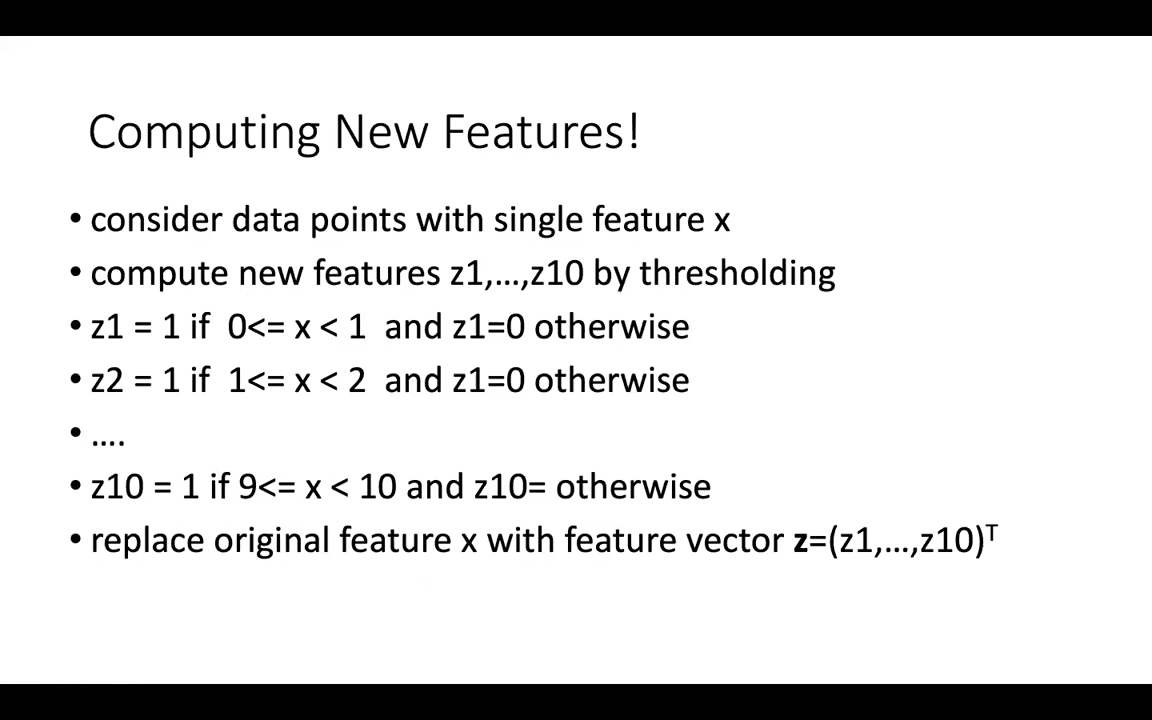 Computing New Features!
• consider data points with single feature x
• compute new features z1,...,z10 by thresholding
• z1 = 1 if  0<= x < 1  and z1=0 otherwise
• z2 = 1 if  1<= x < 2  and z1=0 otherwise
• ....
• z10 = 1 if 9<= x < 10 and z10= otherwise
• replace original feature x with feature vector z=(z1,...,z10)ᵀ